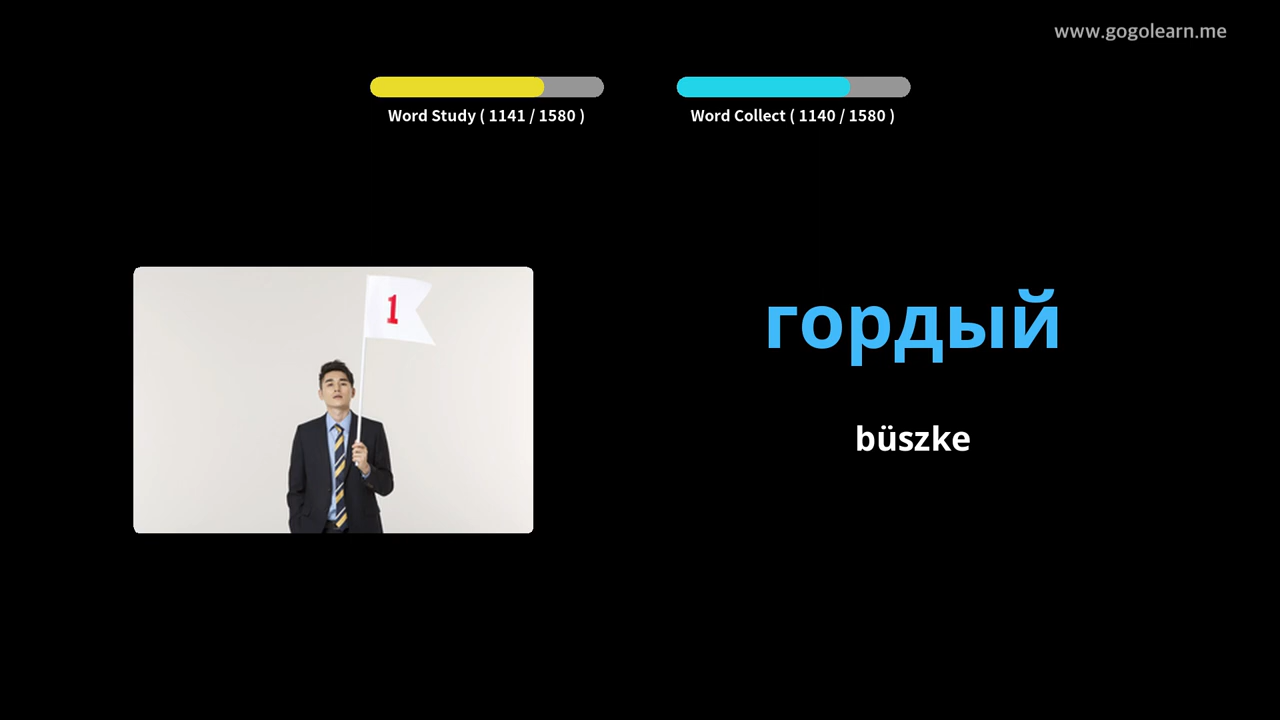 www.gogolearn.me
Word Study ( 1141 / 1580 )
Word Collect ( 1140 / 1580 )
1
гордый
büszke